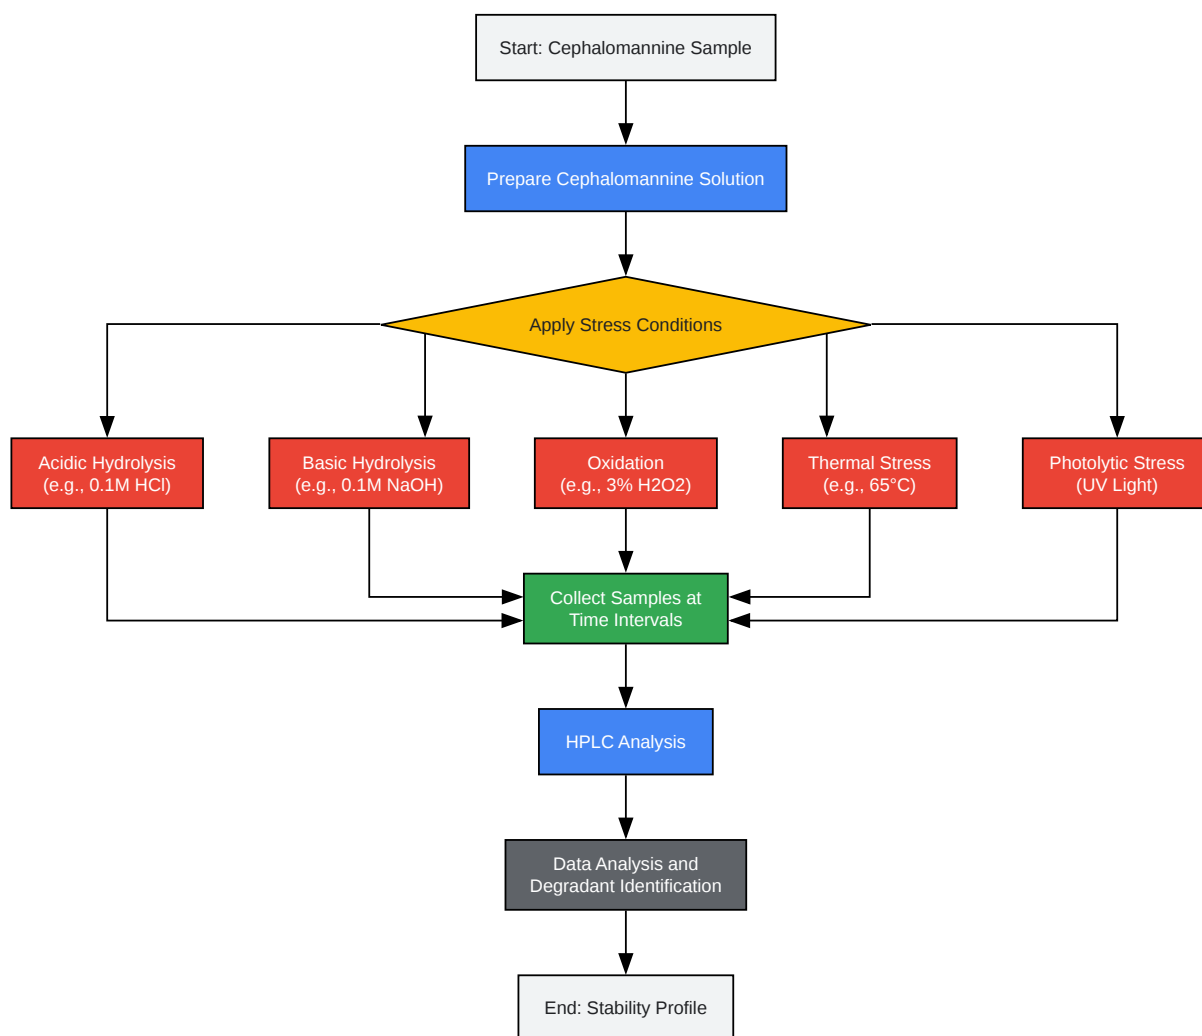 Start: Cephalomannine Sample
Prepare Cephalomannine Solution
Apply Stress Conditions
Acidic Hydrolysis
(e.g., 0.1M HCl)
Basic Hydrolysis
(e.g., 0.1M NaOH)
Oxidation
(e.g., 3% H2O2)
Thermal Stress
(e.g., 65°C)
Photolytic Stress
(UV Light)
Collect Samples at
Time Intervals
HPLC Analysis
Data Analysis and
Degradant Identification
End: Stability Profile